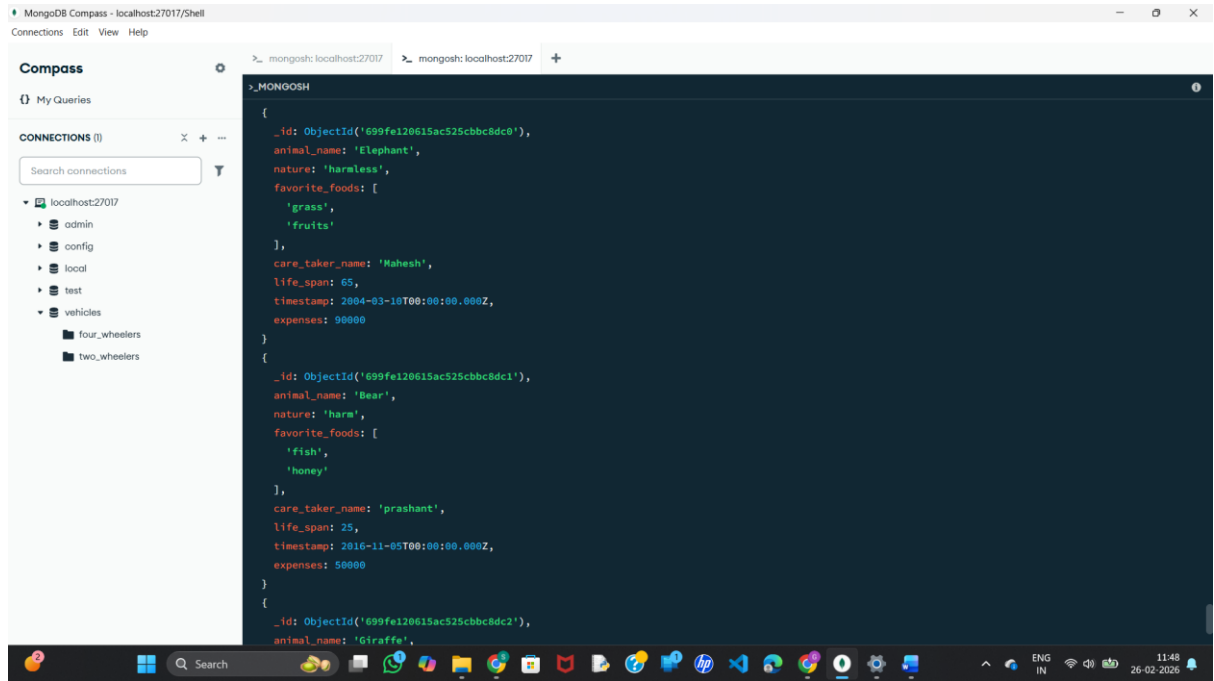 MongoDB Compass - localhost:27017/Shell
Connections Edit View Help
Compass
{} My Queries
CONNECTIONS (1)
Search connections
localhost:27017
admin
config
local
test
vehicles
four_wheelers
two_wheelers
>_ mongosh: localhost:27017 >_ mongosh: localhost:27017 +
>_MONGOSH
{
_id: ObjectId('699fe120615ac525cbbc8dc0'),
animal_name: 'Elephant',
nature: 'harmless',
favorite_foods: [
'grass',
'fruits'
],
care_taker_name: 'Mahesh',
life_span: 65,
timestamp: 2004-03-10T00:00:00.000Z,
expenses: 90000
}
{
_id: ObjectId('699fe120615ac525cbbc8dc1'),
animal_name: 'Bear',
nature: 'harm',
favorite_foods: [
'fish',
'honey'
],
care_taker_name: 'prashant',
life_span: 25,
timestamp: 2016-11-05T00:00:00.000Z,
expenses: 50000
}
{
_id: ObjectId('699fe120615ac525cbbc8dc2'),
animal_name: 'Giraffe',
2
Search
1
1
hp
ENG
IN
11:48
26-02-2026